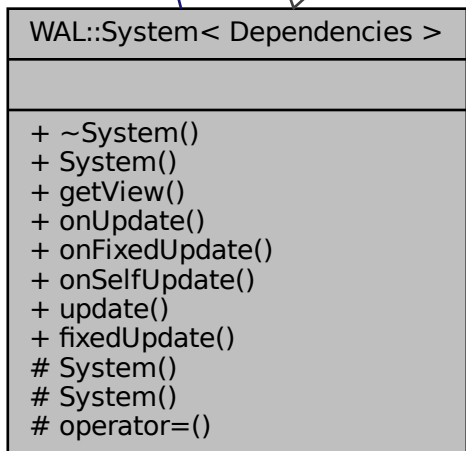 WAL::System< Dependencies >
+ ~System()
+ System()
+ getView()
+ onUpdate()
+ onFixedUpdate()
+ onSelfUpdate()
+ update()
+ fixedUpdate()
# System()
# System()
# operator=()